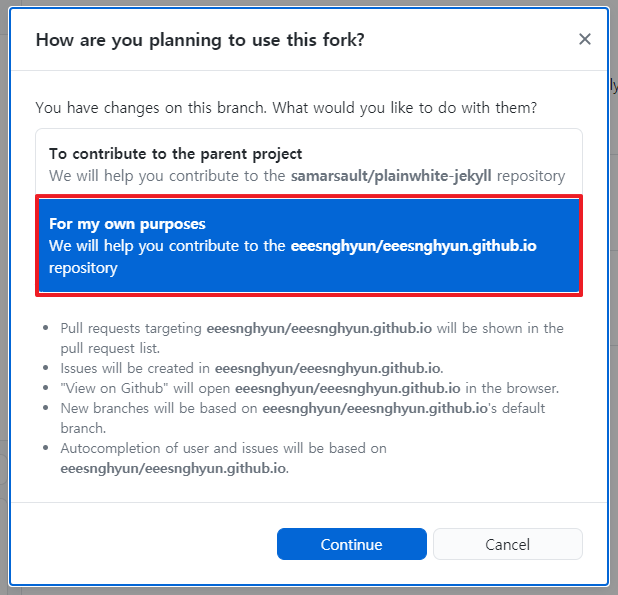 How are you planning to use this fork?
You have changes on this branch. What would you like to do with them?
To contribute to the parent project
We will help you contribute to the samarsault/plainwhite-jekyll repository
For my own purposes
We will help you contribute to the eeesnghyun/eeesnghyun.github.io
repository
• Pull requests targeting eeesnghyun/eeesnghyun.github.io will be shown in the
pull request list.
• Issues will be created in eeesnghyun/eeesnghyun.github.io.
• "View on Github" will open eeesnghyun/eeesnghyun.github.io in the browser.
• New branches will be based on eeesnghyun/eeesnghyun.github.io's default
branch.
• Autocompletion of user and issues will be based on
eeesnghyun/eeesnghyun.github.io.
Continue
Cancel